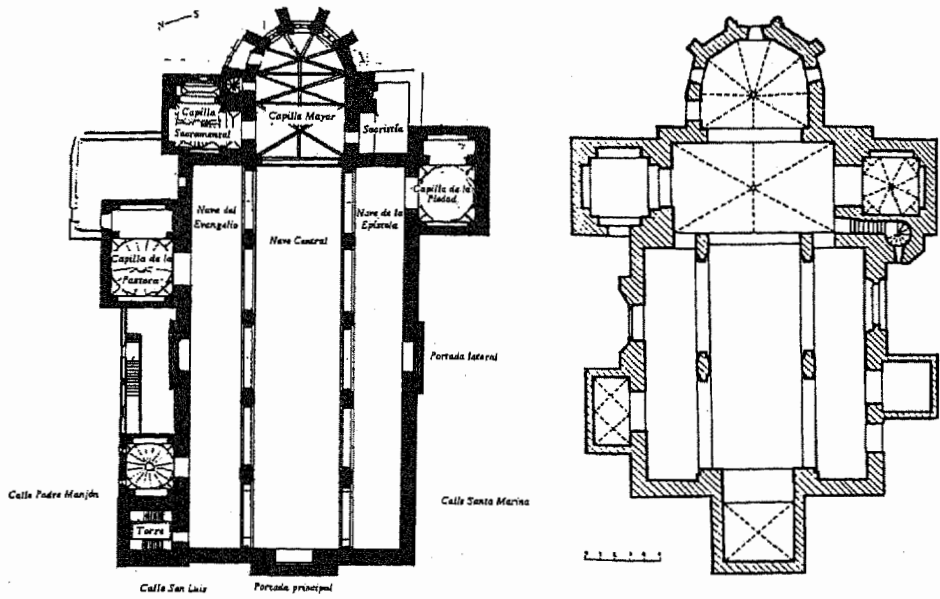 N S
Capilla
Sacramental
Capilla Mayor
Sacristía
Capilla de la
Piedad
Nave del
Evangelio
Nave Central
Nave de la
Epístola
Capilla de la
Pastora
Portada lateral
Calle Padre Manjón
Calle Santa Marina
Torre
Calle San Luis
Portada principal